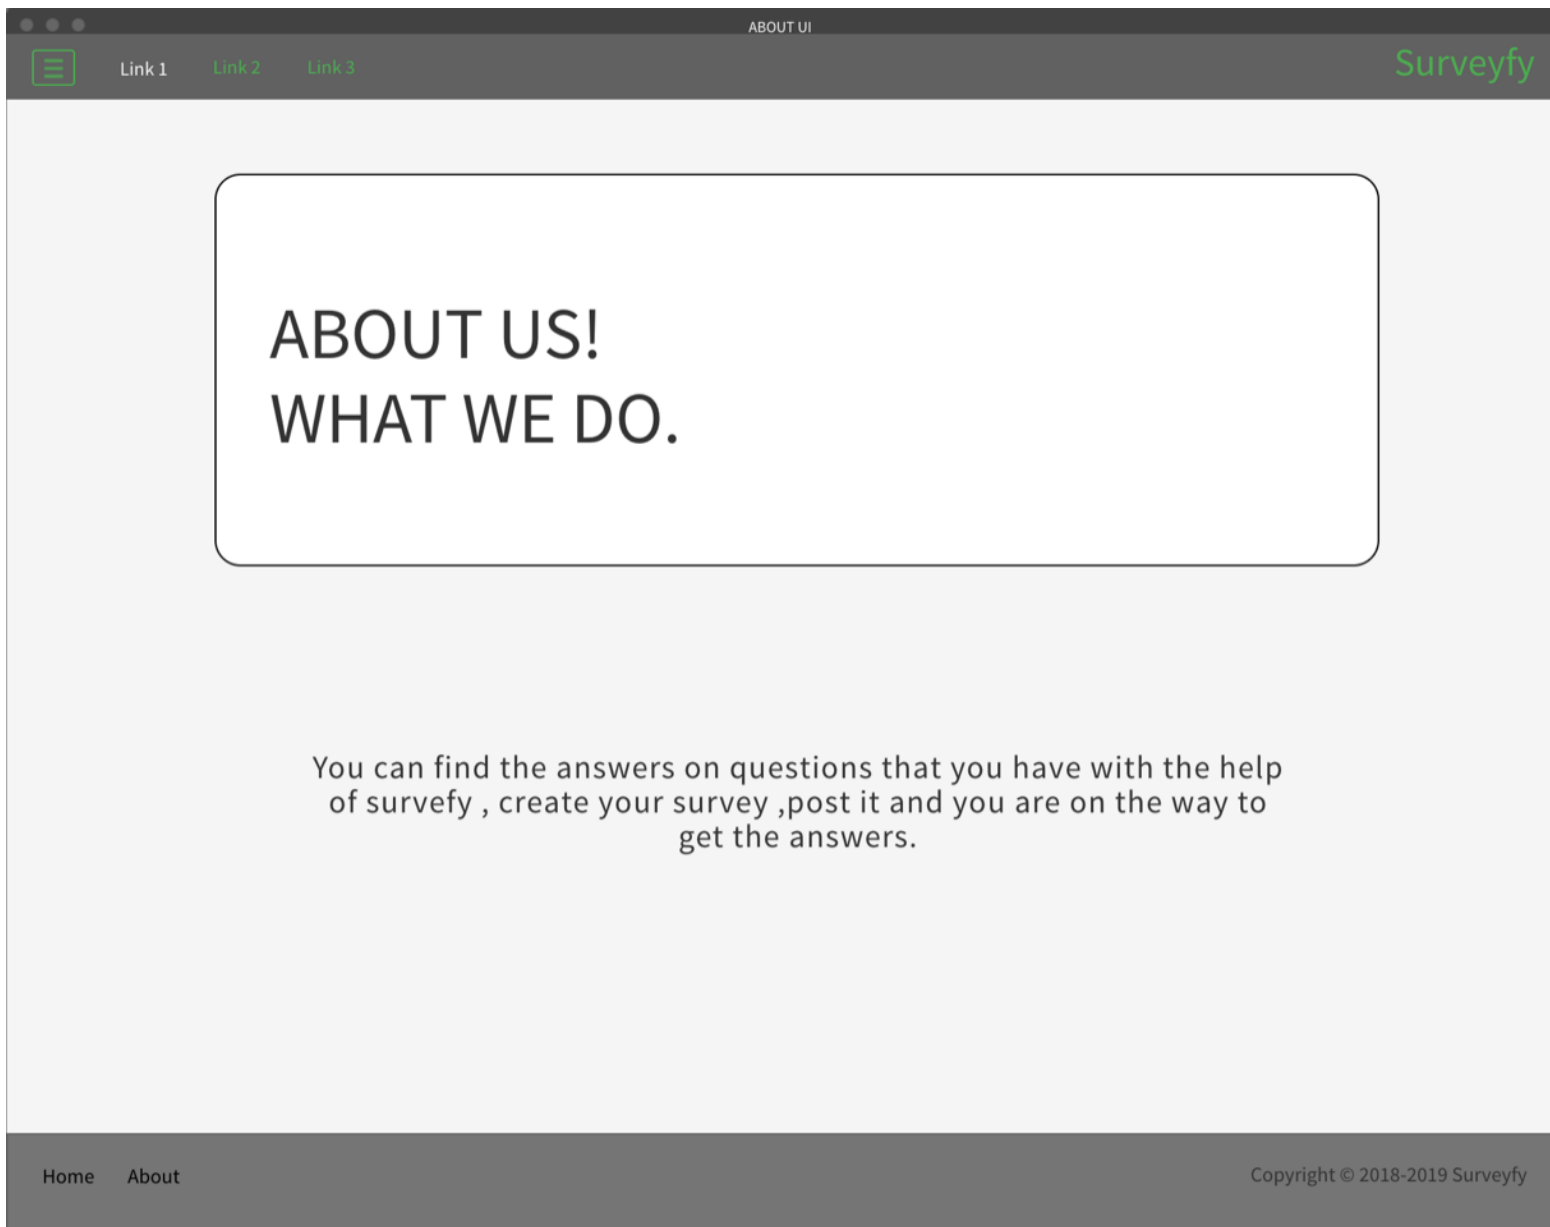 ABOUT UI
Link 1 Link 2 Link 3 Surveyfy
ABOUT US!
WHAT WE DO.
You can find the answers on questions that you have with the help
of survefy , create your survey ,post it and you are on the way to
get the answers.
Home About Copyright © 2018-2019 Surveyfy